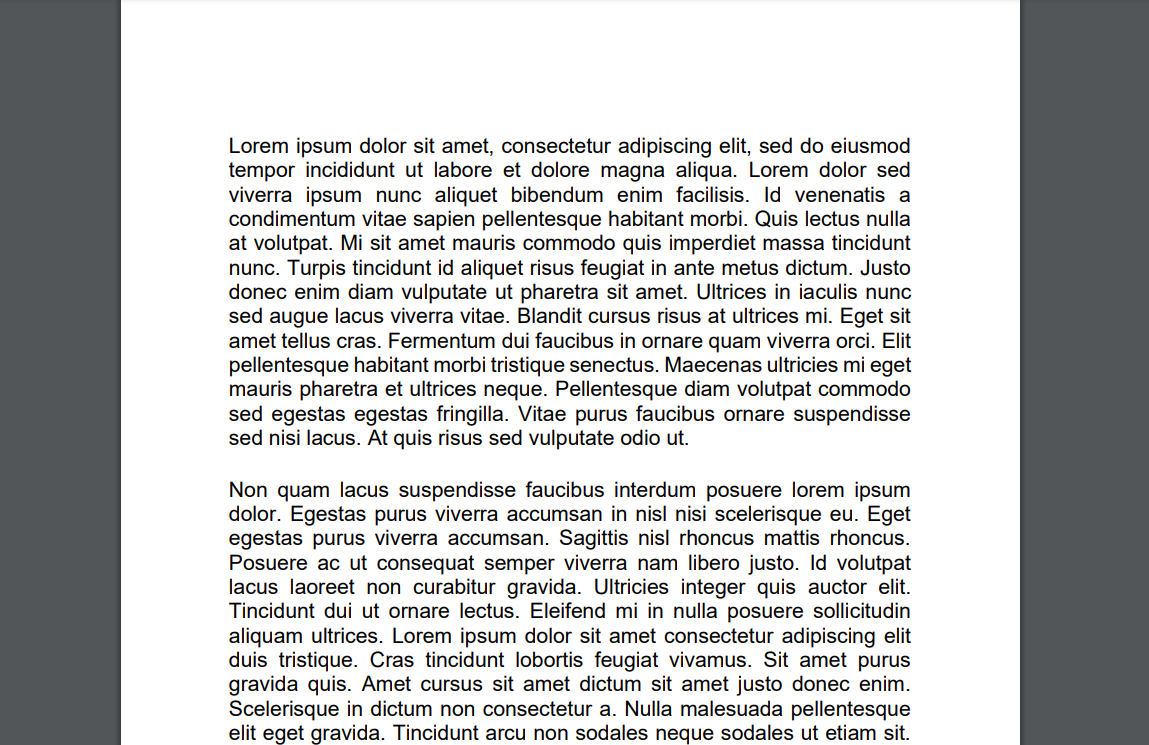 Lorem ipsum dolor sit amet, consectetur adipiscing elit, sed do eiusmod
tempor incididunt ut labore et dolore magna aliqua. Lorem dolor sed
viverra ipsum nunc aliquet bibendum enim facilisis. Id venenatis a
condimentum vitae sapien pellentesque habitant morbi. Quis lectus nulla
at volutpat. Mi sit amet mauris commodo quis imperdiet massa tincidunt
nunc. Turpis tincidunt id aliquet risus feugiat in ante metus dictum. Justo
donec enim diam vulputate ut pharetra sit amet. Ultrices in iaculis nunc
sed augue lacus viverra vitae. Blandit cursus risus at ultrices mi. Eget sit
amet tellus cras. Fermentum dui faucibus in ornare quam viverra orci. Elit
pellentesque habitant morbi tristique senectus. Maecenas ultricies mi eget
mauris pharetra et ultrices neque. Pellentesque diam volutpat commodo
sed egestas egestas fringilla. Vitae purus faucibus ornare suspendisse
sed nisi lacus. At quis risus sed vulputate odio ut.
Non quam lacus suspendisse faucibus interdum posuere lorem ipsum
dolor. Egestas purus viverra accumsan in nisl nisi scelerisque eu. Eget
egestas purus viverra accumsan. Sagittis nisl rhoncus mattis rhoncus.
Posuere ac ut consequat semper viverra nam libero justo. Id volutpat
lacus laoreet non curabitur gravida. Ultricies integer quis auctor elit.
Tincidunt dui ut ornare lectus. Eleifend mi in nulla posuere sollicitudin
aliquam ultrices. Lorem ipsum dolor sit amet consectetur adipiscing elit
duis tristique. Cras tincidunt lobortis feugiat vivamus. Sit amet purus
gravida quis. Amet cursus sit amet dictum sit amet justo donec enim.
Scelerisque in dictum non consectetur a. Nulla malesuada pellentesque
elit eget gravida. Tincidunt arcu non sodales neque sodales ut etiam sit.